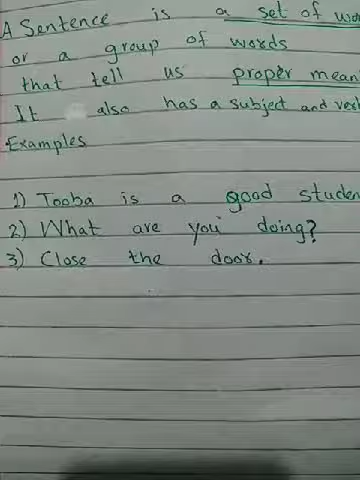 A Sentence is a set of wor
or a group of words
that tell us proper mean
It also has a subject and verb
Examples
1) Tooba is a good studen
2) What are you doing?
3) Close the door.